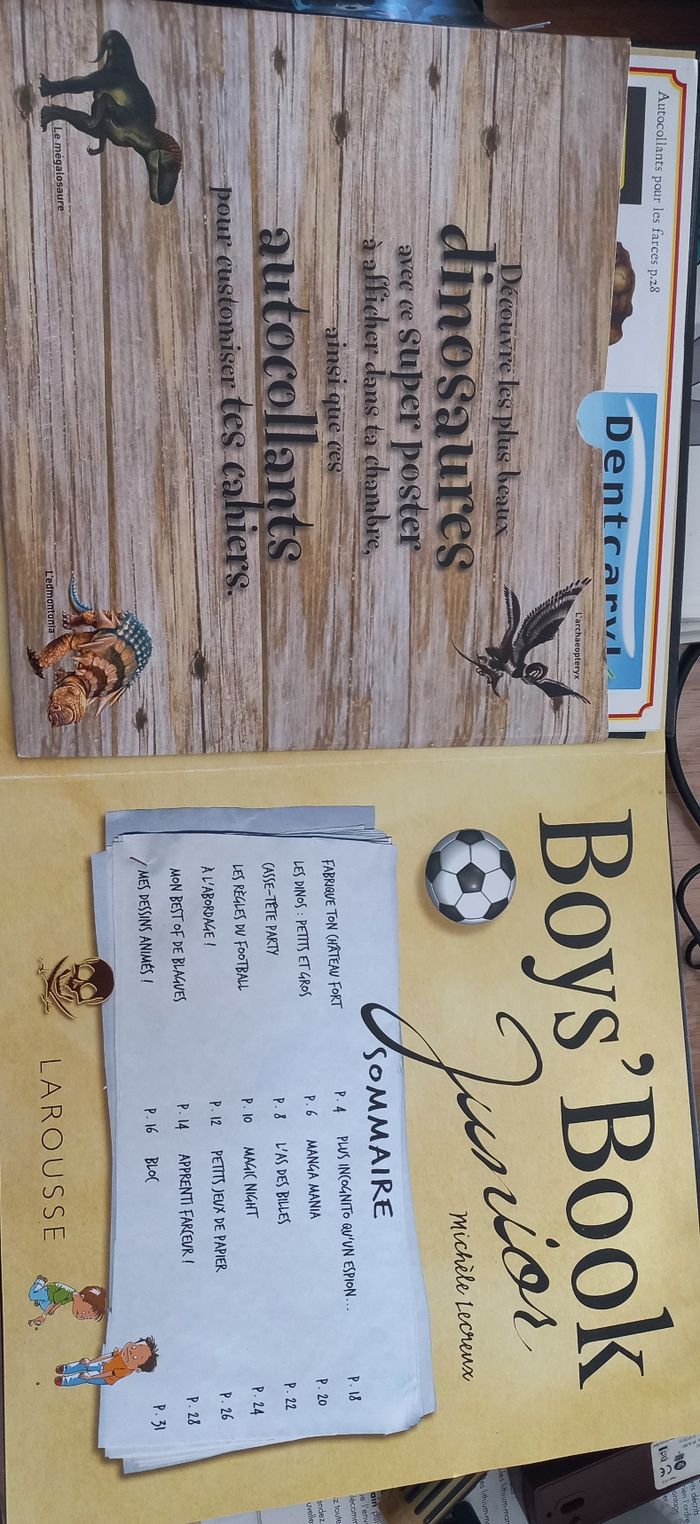 Autocollants pour les farces p.28
Dentcaryl
Découvre les plus beaux
dinosaures
avec ce super poster
à afficher dans ta chambre,
ainsi que ces
autocollants
pour customiser tes cahiers.
Le mégalosaure
L'archaeopteryx
L'edmontonia
Boys' Book
Junior
Michèle Lecreux
SOMMAIRE
FABRIQUE TON CHÂTEAU FORT P. 4
LES DINOS : PETITS ET GROS P. 6
CASSE-TÊTE PARTY P. 8
LES RÈGLES DU FOOTBALL P. 10
À L'ABORDAGE ! P. 12
MON BEST OF DE BLAGUES P. 14
MES DESSINS ANIMÉS ! P. 16
PLUS INCOGNITO QU'UN ESPION... P. 18
MANGA MANIA P. 20
L'AS DES BILLES P. 22
MAGIC NIGHT P. 24
PETITS JEUX DE PAPIER P. 26
APPRENTI FARCEUR ! P. 28
BLOC P. 31
LAROUSSE